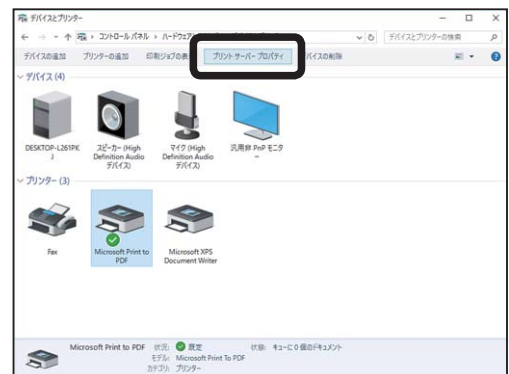 デバイスとプリンター
コントロール パネル › ハードウェア
デバイスとプリンターの検索
デバイスの追加 プリンターの追加 印刷ジョブの表 プリント サーバー プロパティ バイスの削除
デバイス (4)
DESKTOP-L261PKJ
スピーカー (High
Definition Audio
デバイス)
マイク (High
Definition Audio
デバイス)
汎用非 PnP モニター
プリンター (3)
Fax
Microsoft Print to
PDF
Microsoft XPS
Document Writer
Microsoft Print to PDF 状況: 既定 状態: キューに 0 個のドキュメント
モデル: Microsoft Print To PDF
カテゴリ: プリンター